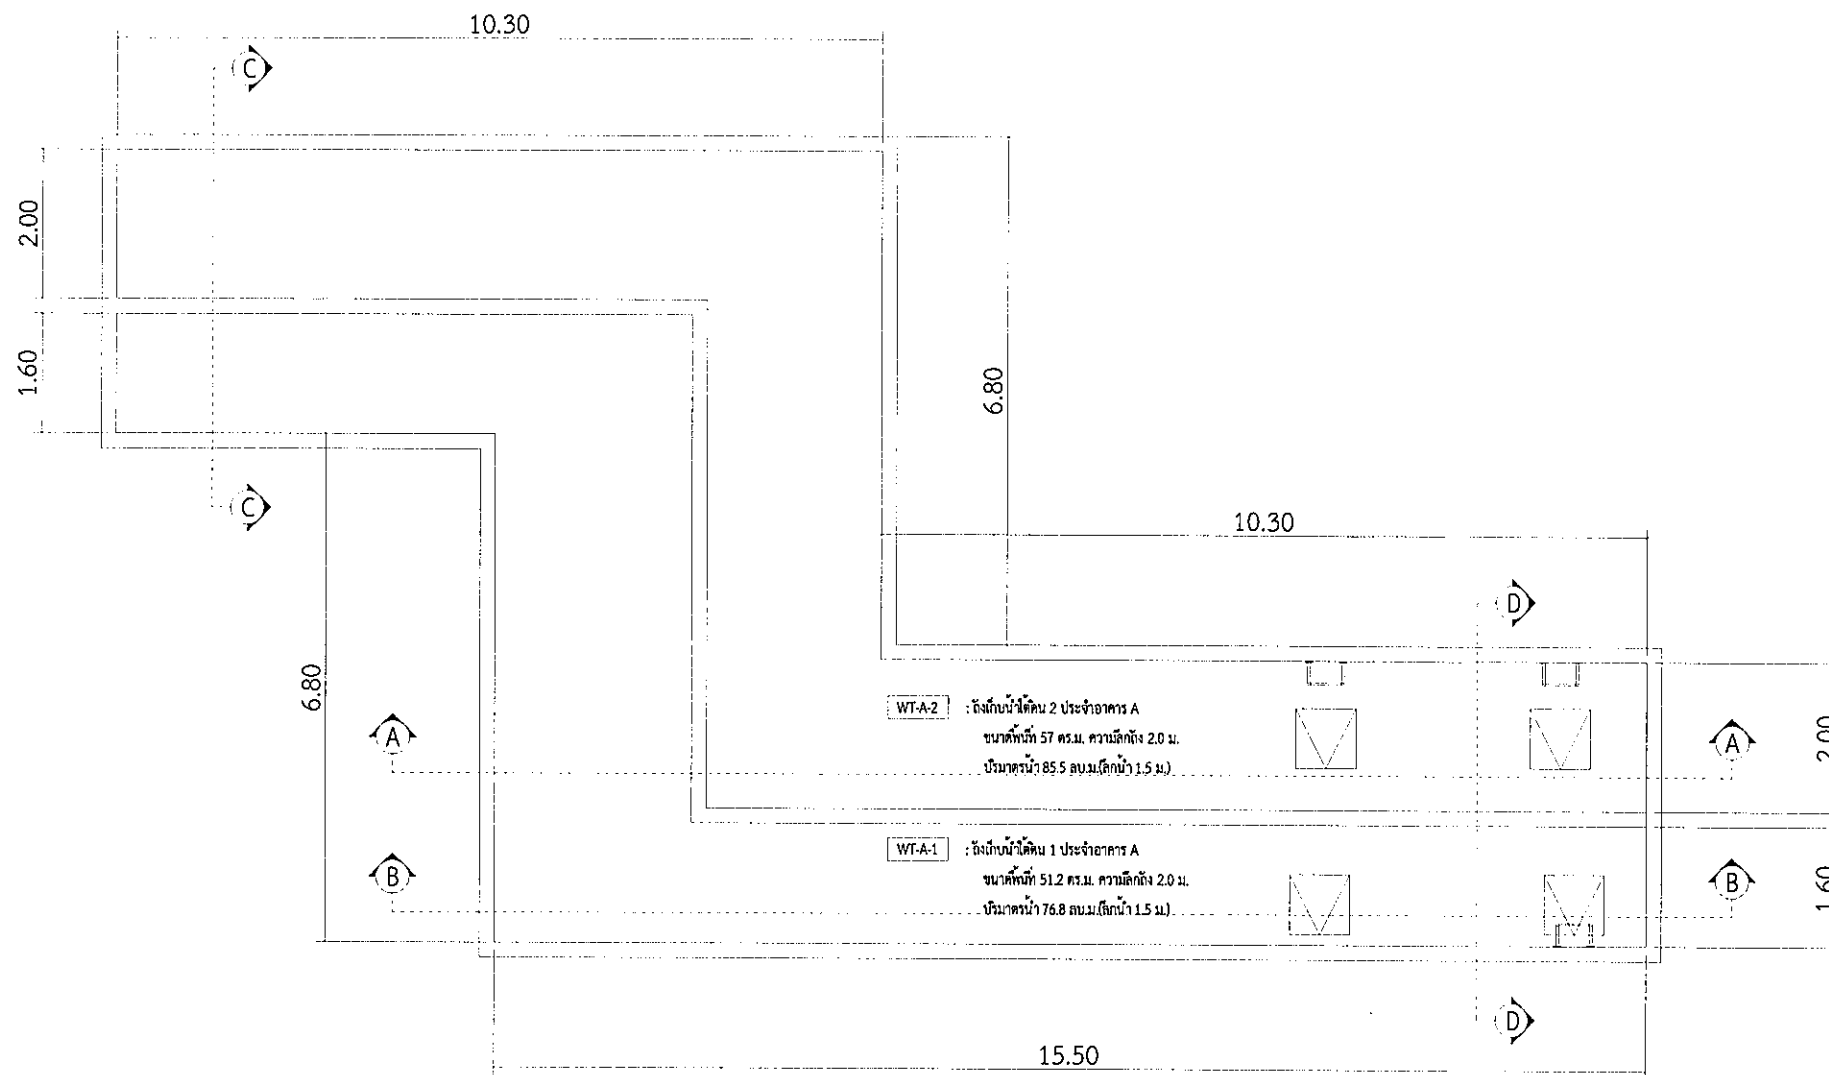 10.30
C
2.00
1.60
6.80
C
10.30
D
6.80
WT-A-2 : ถังเก็บน้ำใต้ดิน 2 ประจำอาคาร A
ขนาดพื้นที่ 57 ตร.ม. ความลึกถัง 2.0 ม.
ปริมาตรน้ำ 85.5 ลบ.ม.(ลึกน้ำ 1.5 ม.)
A
A
2.00
WT-A-1 : ถังเก็บน้ำใต้ดิน 1 ประจำอาคาร A
ขนาดพื้นที่ 51.2 ตร.ม. ความลึกถัง 2.0 ม.
ปริมาตรน้ำ 76.8 ลบ.ม.(ลึกน้ำ 1.5 ม.)
B
B
1.60
D
15.50